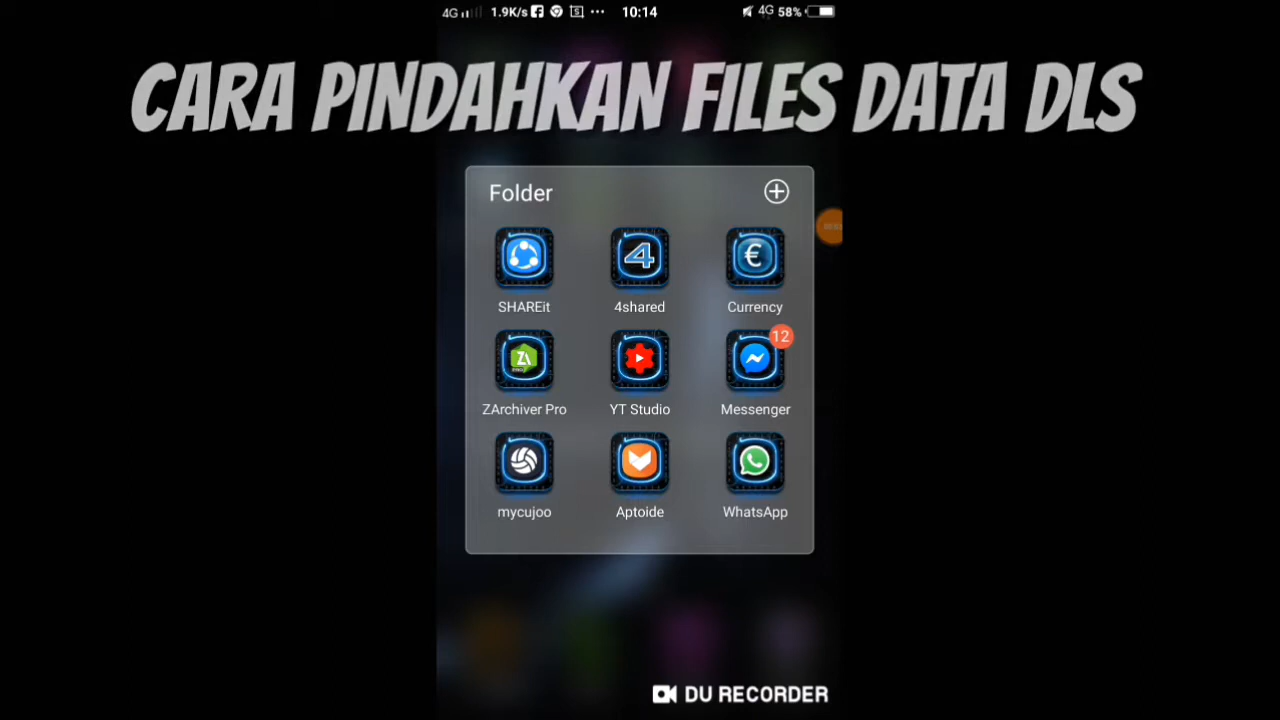 4G 1.9K/s 10:14 4G 58%
CARA PINDAHKAN FILES DATA DLS
Folder
SHAREit 4shared Currency
12
ZArchiver Pro YT Studio Messenger
mycujoo Aptoide WhatsApp
DU RECORDER